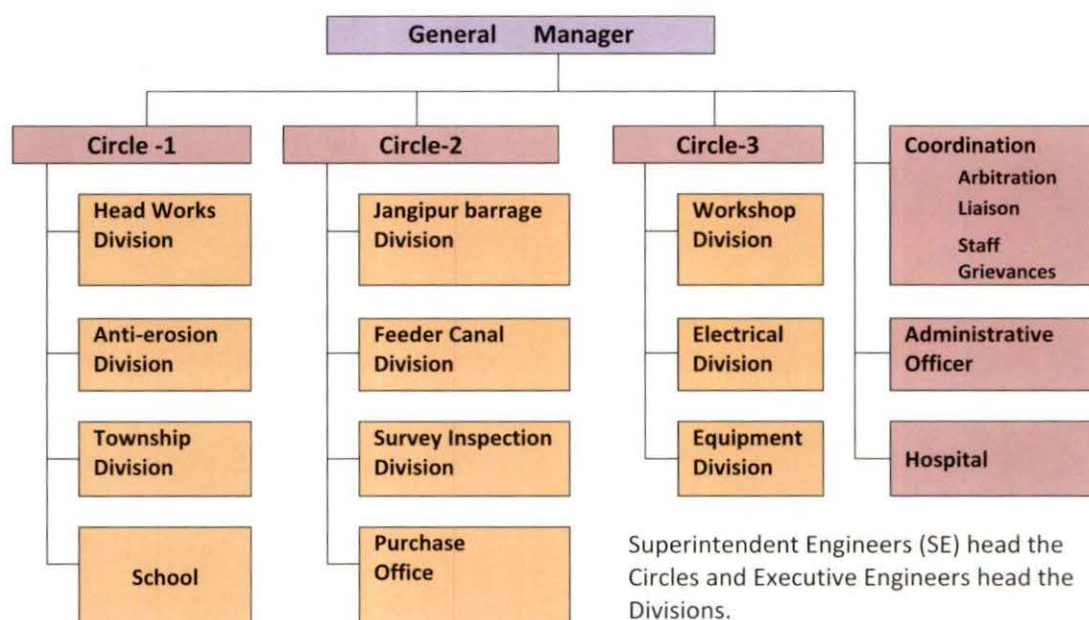 General Manager
Circle -1
Head Works
Division
Anti-erosion
Division
Township
Division
School
Circle-2
Jangipur barrage
Division
Feeder Canal
Division
Survey Inspection
Division
Purchase
Office
Circle-3
Workshop
Division
Electrical
Division
Equipment
Division
Coordination
Arbitration
Liaison
Staff
Grievances
Administrative
Officer
Hospital
Superintendent Engineers (SE) head the
Circles and Executive Engineers head the
Divisions.